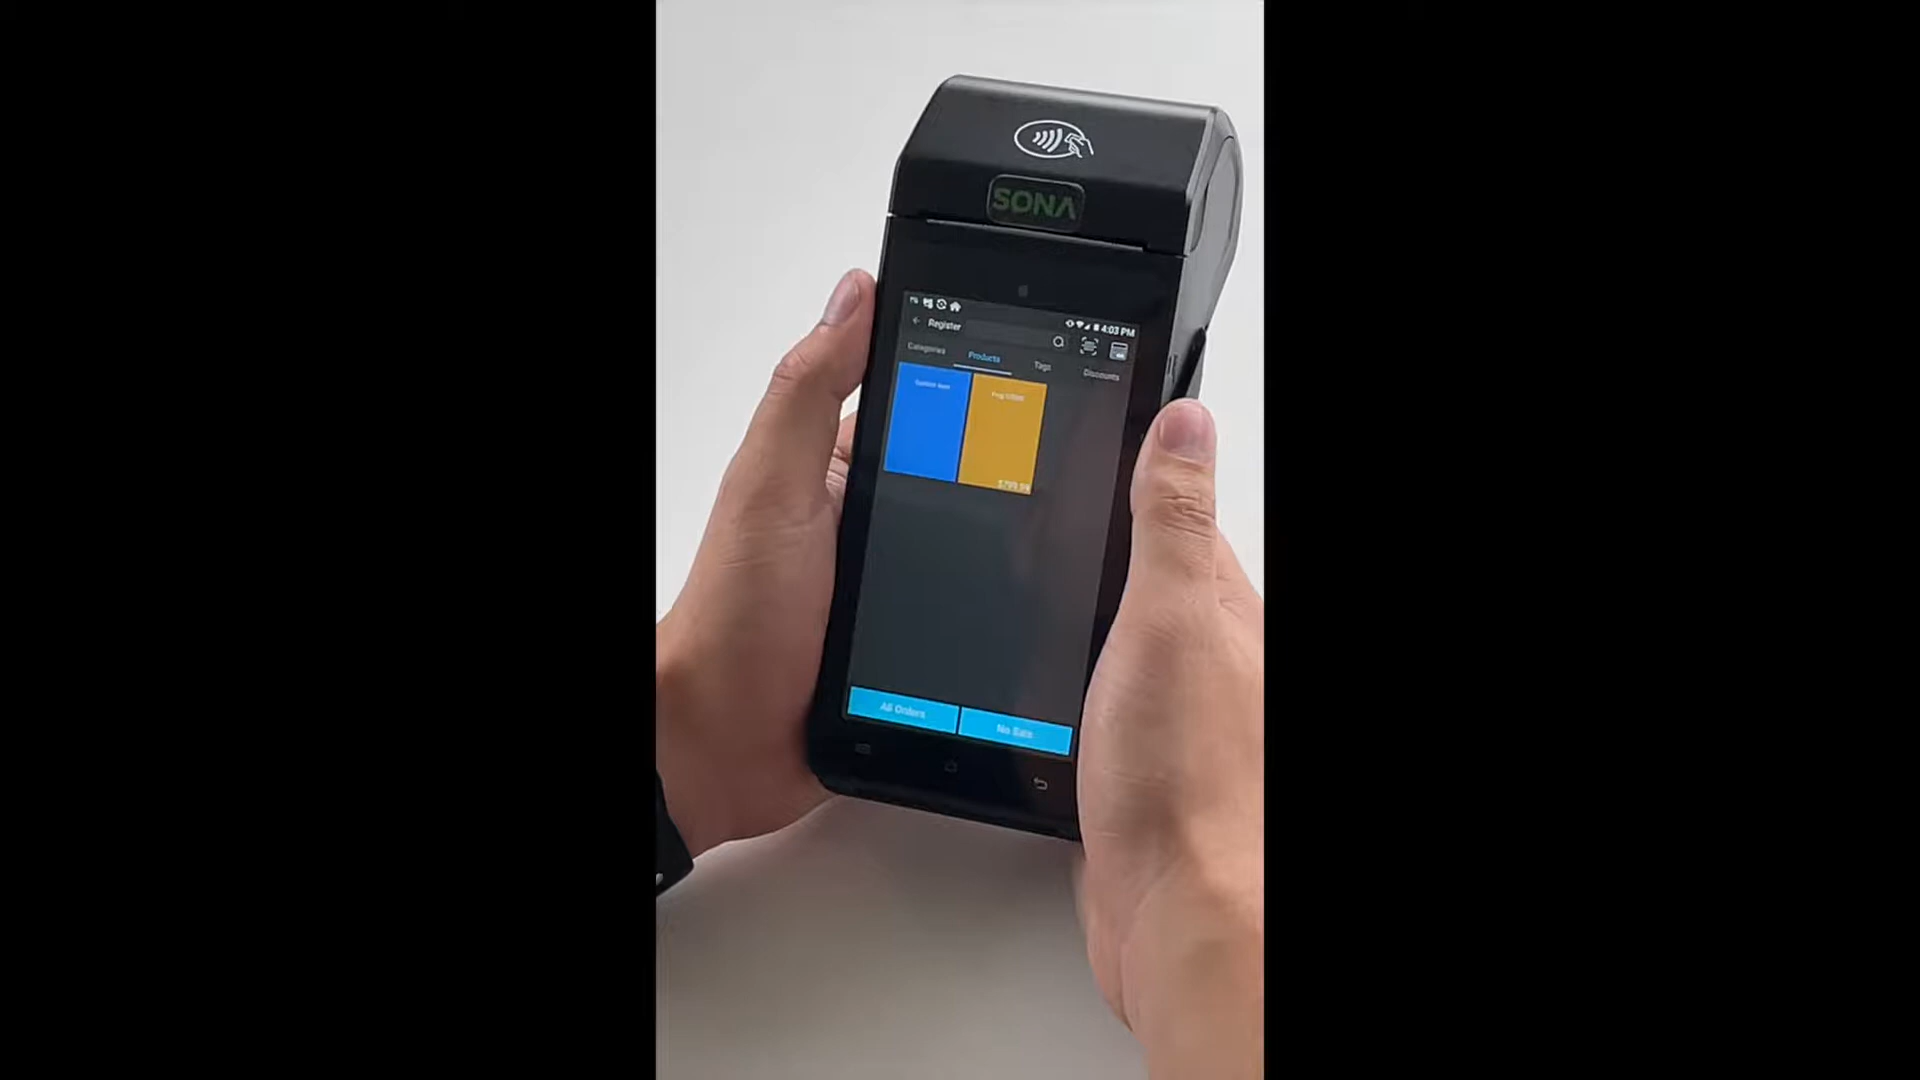 SONA
4:03 PM
Register
Categories
Products
Tags
Discounts
All Orders
No Sale